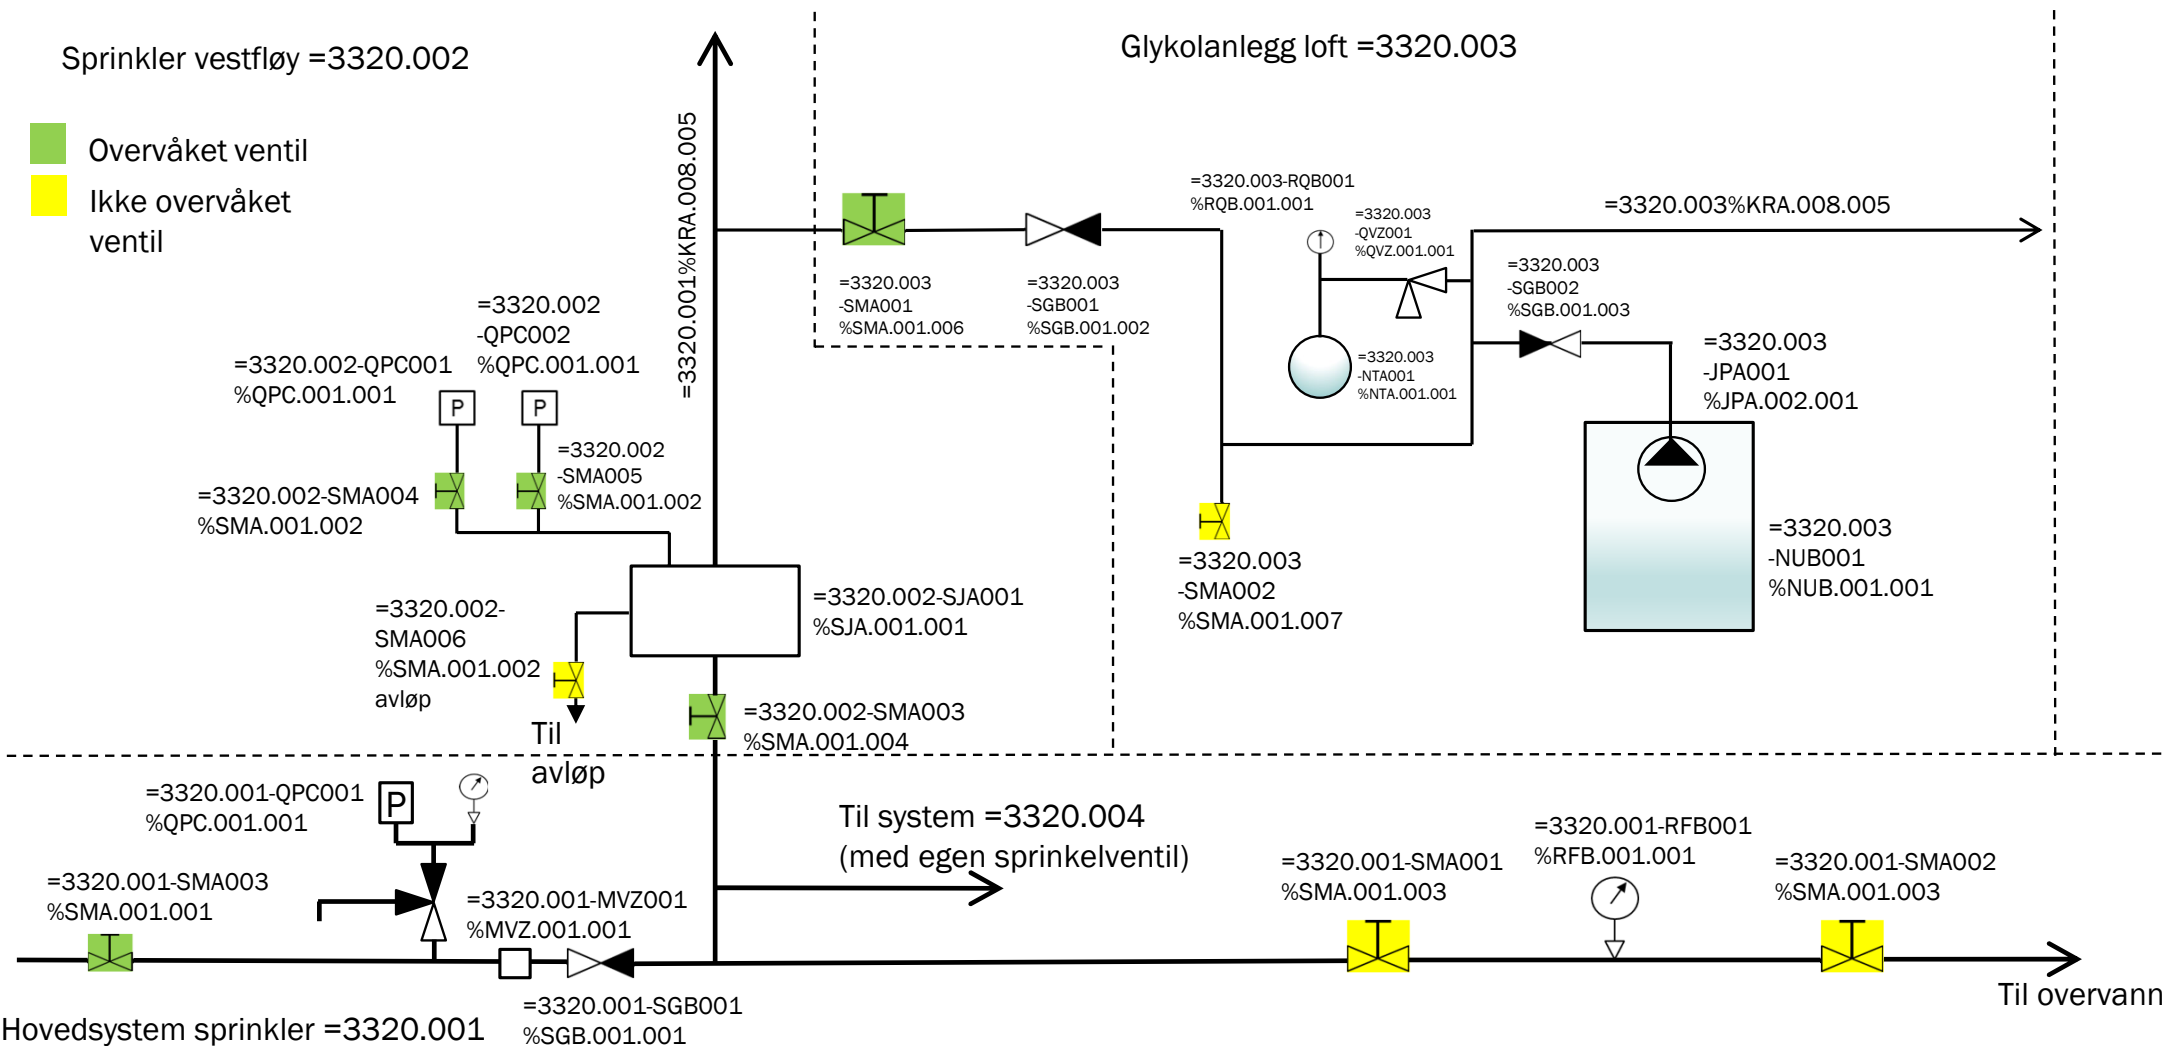 Sprinkler vestfløy =3320.002
Glykolanlegg loft =3320.003
Overvåket ventil
Ikke overvåket
ventil
=3320.001%KRA.008.005
=3320.003-RQB001
%RQB.001.001
=3320.003
-QVZ001
%QVZ.001.001
=3320.003%KRA.008.005
=3320.003
-SMA001
%SMA.001.006
=3320.003
-SGB001
%SGB.001.002
=3320.003
-SGB002
%SGB.001.003
=3320.003
-NTA001
%NTA.001.001
=3320.003
-JPA001
%JPA.002.001
=3320.002
-QPC002
%QPC.001.001
=3320.002-QPC001
%QPC.001.001
P
P
=3320.002
-SMA005
%SMA.001.002
=3320.002-SMA004
%SMA.001.002
=3320.003
-SMA002
%SMA.001.007
=3320.003
-NUB001
%NUB.001.001
=3320.002-SJA001
%SJA.001.001
=3320.002-
SMA006
%SMA.001.002
avløp
Til
avløp
=3320.002-SMA003
%SMA.001.004
=3320.001-QPC001
%QPC.001.001
P
Til system =3320.004
(med egen sprinkelventil)
=3320.001-RFB001
%RFB.001.001
=3320.001-SMA001
%SMA.001.003
=3320.001-SMA002
%SMA.001.003
=3320.001-SMA003
%SMA.001.001
=3320.001-MVZ001
%MVZ.001.001
=3320.001-SGB001
%SGB.001.001
Til overvann
Hovedsystem sprinkler =3320.001